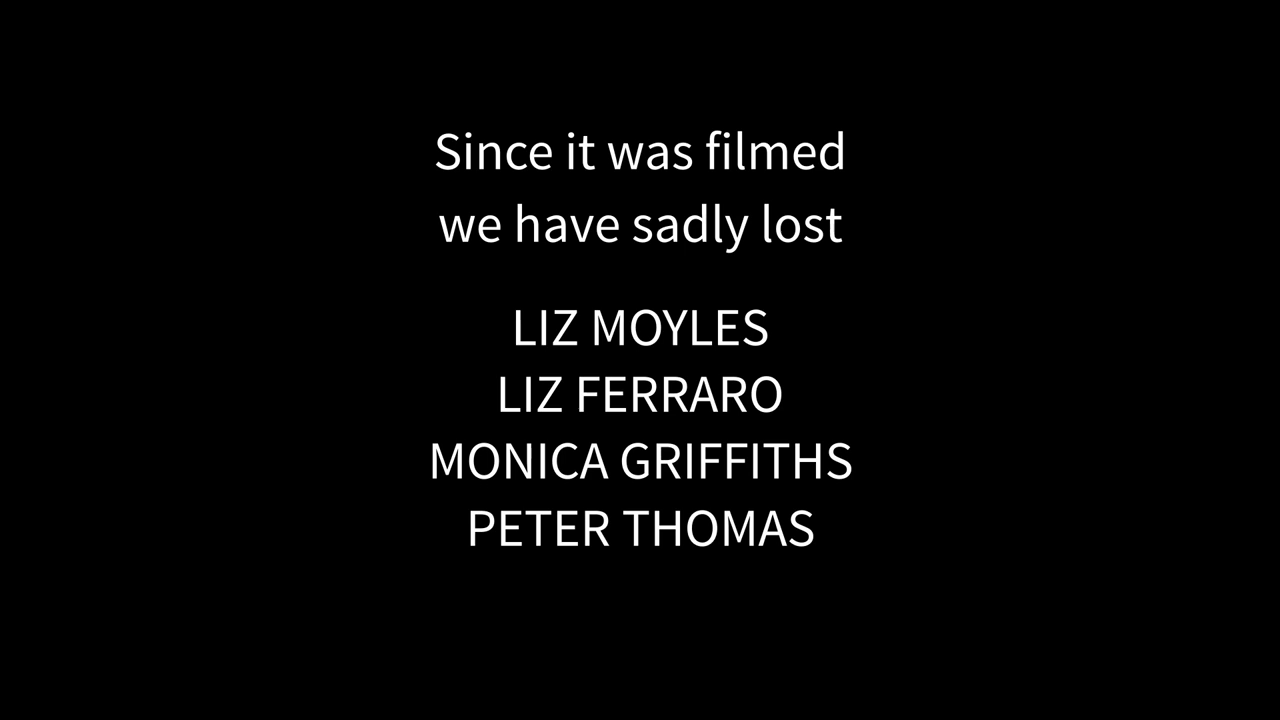 Since it was filmed
we have sadly lost
LIZ MOYLES
LIZ FERRARO
MONICA GRIFFITHS
PETER THOMAS